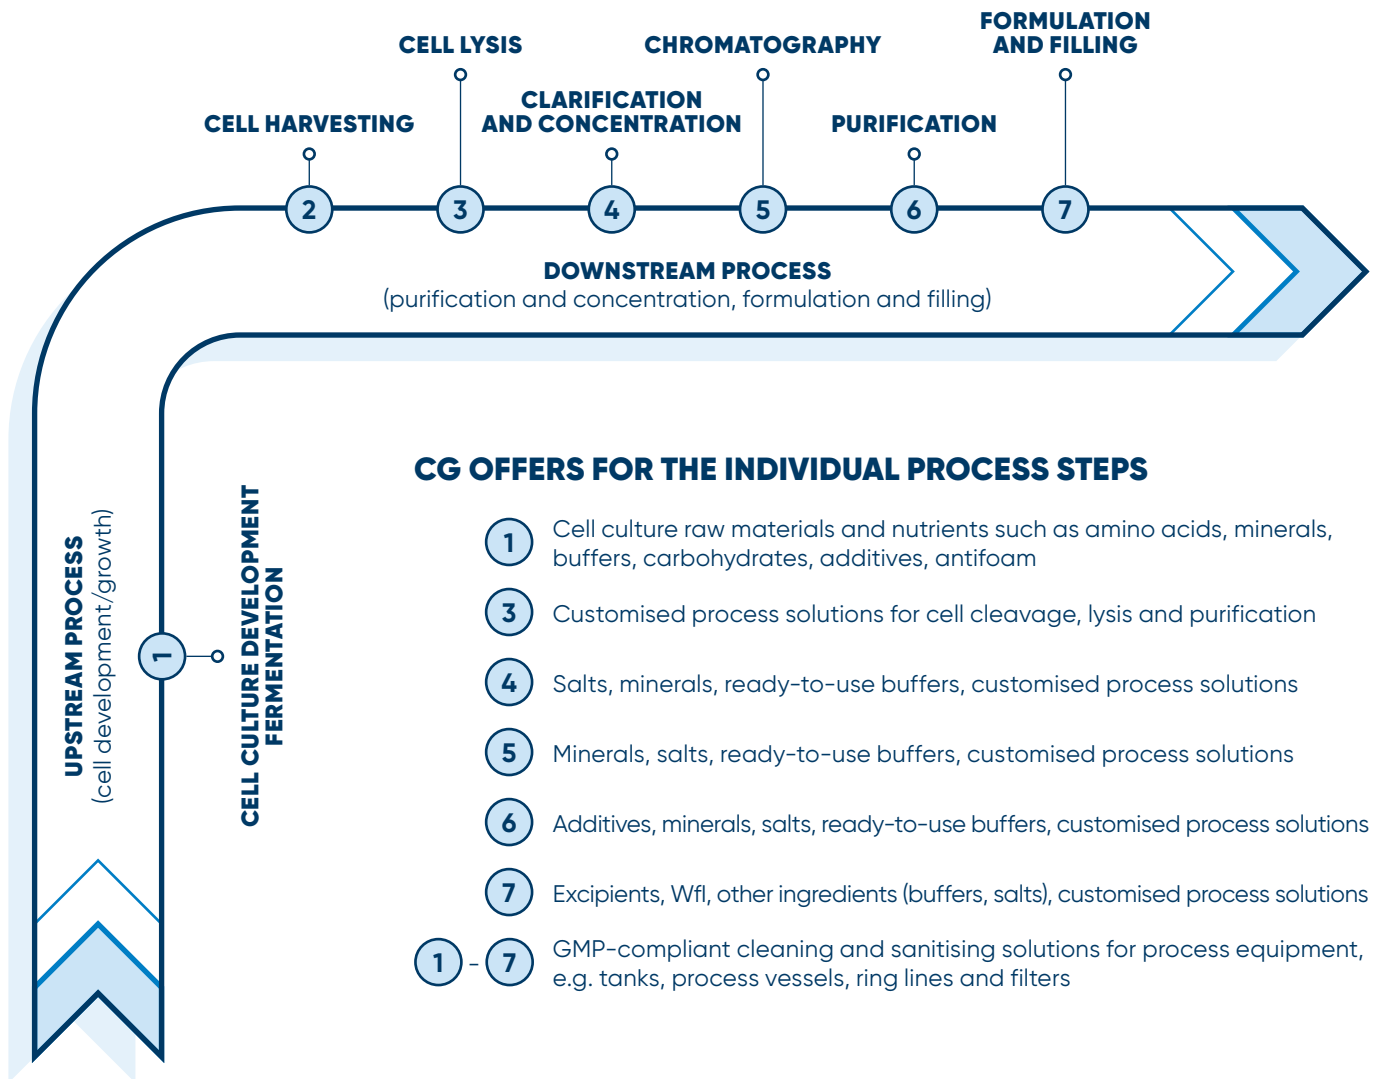 FORMULATION
AND FILLING
CELL LYSIS
CHROMATOGRAPHY
CLARIFICATION
AND CONCENTRATION
CELL HARVESTING
PURIFICATION
2
3
4
5
6
7
DOWNSTREAM PROCESS
(purification and concentration, formulation and filling)
UPSTREAM PROCESS
(cell development/growth)
1
CELL CULTURE DEVELOPMENT
FERMENTATION
CG OFFERS FOR THE INDIVIDUAL PROCESS STEPS
1 Cell culture raw materials and nutrients such as amino acids, minerals,
buffers, carbohydrates, additives, antifoam
3 Customised process solutions for cell cleavage, lysis and purification
4 Salts, minerals, ready-to-use buffers, customised process solutions
5 Minerals, salts, ready-to-use buffers, customised process solutions
6 Additives, minerals, salts, ready-to-use buffers, customised process solutions
7 Excipients, WfI, other ingredients (buffers, salts), customised process solutions
1 - 7 GMP-compliant cleaning and sanitising solutions for process equipment,
e.g. tanks, process vessels, ring lines and filters